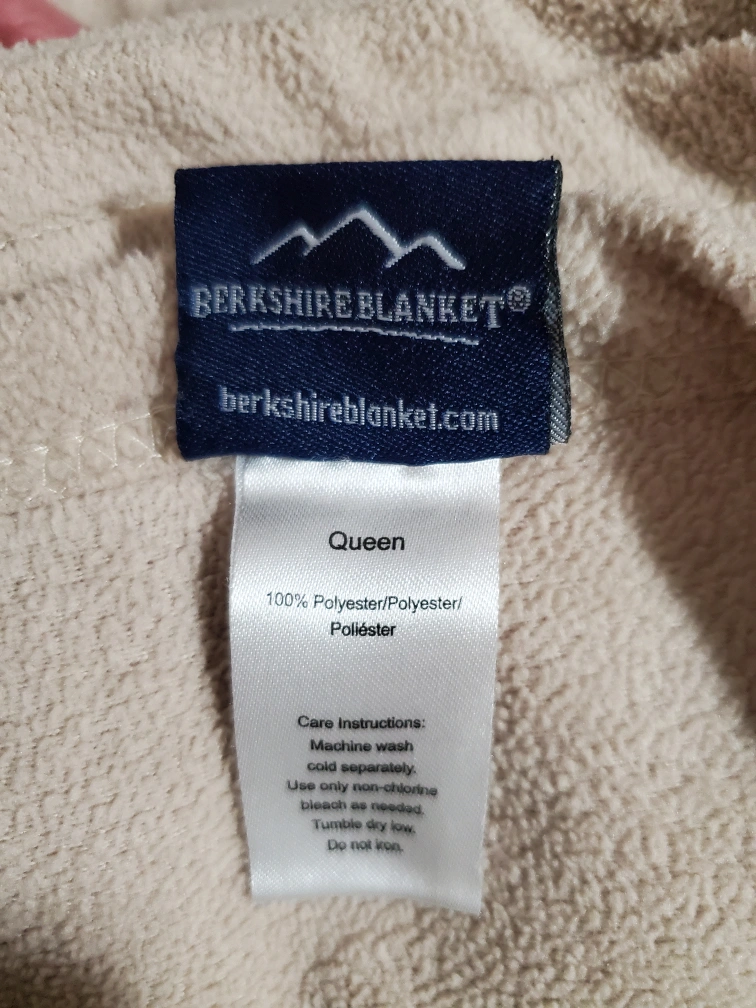 BERKSHIRE BLANKET®
berkshireblanket.com
Queen
100% Polyester/Polyester/
Poliéster
Care Instructions:
Machine wash
cold separately.
Use only non-chlorine
bleach as needed.
Tumble dry low.
Do not iron.